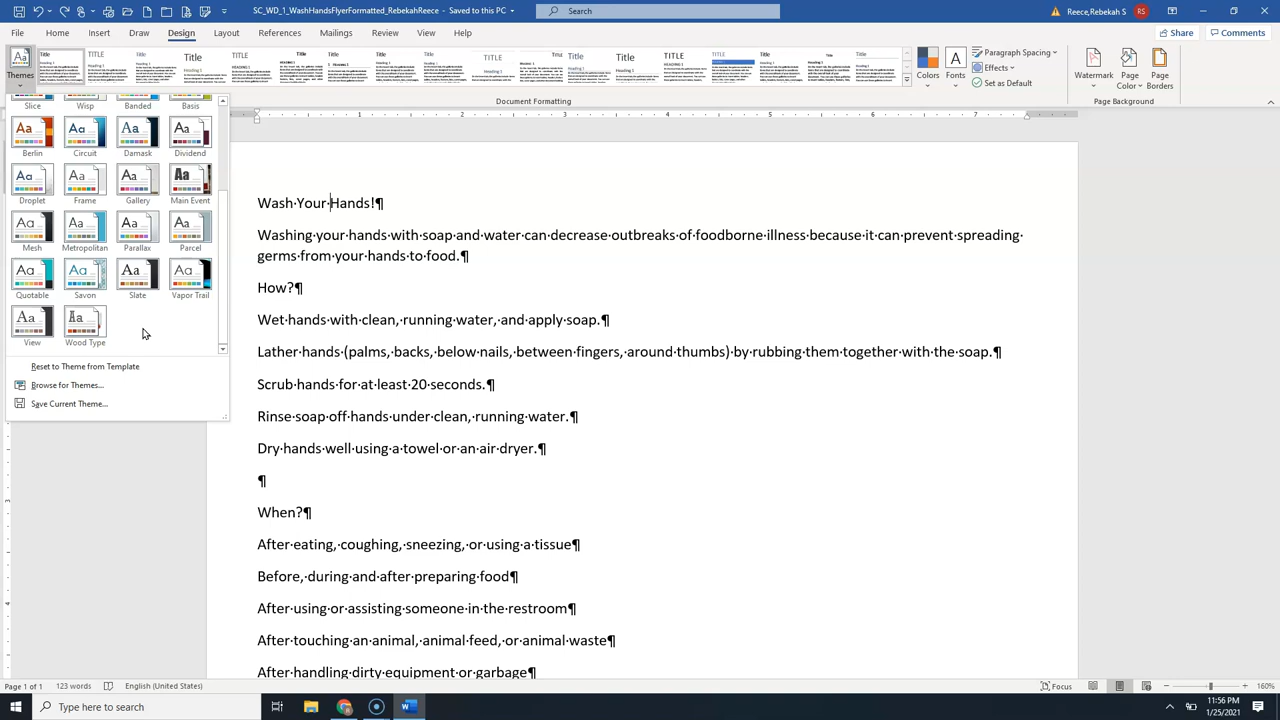 SC_WD_1_WashHandsFlyerFormatted_RebekahReece - Saved to this PC
Search
Reece,Rebekah S
RS
File Home Insert Draw Design Layout References Mailings Review View Help
Share Comments
Colors
Fonts
Paragraph Spacing
Effects
Set as Default
Watermark
Page Color
Page Borders
Document Formatting
Page Background
Slice Wisp Banded Basis
Berlin Circuit Damask Dividend
Droplet Frame Gallery Main Event
Mesh Metropolitan Parallax Parcel
Quotable Savon Slate Vapor Trail
View Wood Type
Reset to Theme from Template
Browse for Themes...
Save Current Theme...
1 2 3 4 5 6 7
Wash·Your·Hands!¶
Washing·your·hands·with·soap·and·water·can·decrease·outbreaks·of·foodborne·illness·because·it·can·prevent·spreading·
germs·from·your·hands·to·food.¶
How?¶
Wet·hands·with·clean,·running·water,·and·apply·soap.¶
Lather·hands·(palms,·backs,·below·nails,·between·fingers,·around·thumbs)·by·rubbing·them·together·with·the·soap.¶
Scrub·hands·for·at·least·20·seconds.¶
Rinse·soap·off·hands·under·clean,·running·water.¶
Dry·hands·well·using·a·towel·or·an·air·dryer.¶
¶
When?¶
After·eating,·coughing,·sneezing,·or·using·a·tissue¶
Before,·during·and·after·preparing·food¶
After·using·or·assisting·someone·in·the·restroom¶
After·touching·an·animal,·animal·feed,·or·animal·waste¶
After·handling·dirty·equipment·or·garbage¶
Page 1 of 1 123 words English (United States)
Focus
160%
Type here to search
11:56 PM
1/25/2021